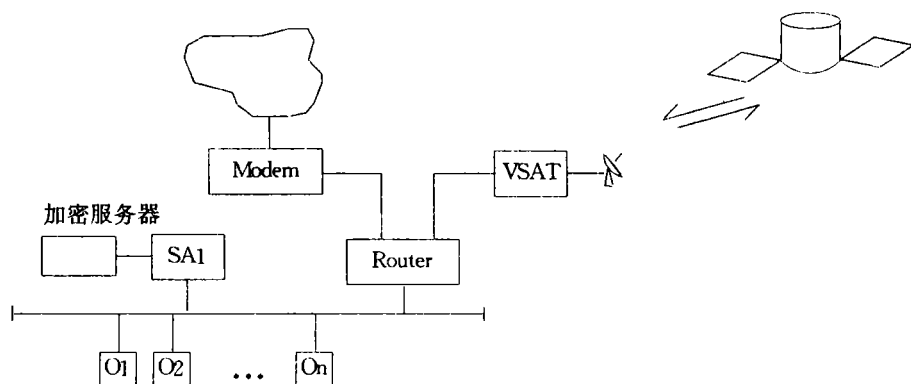 Modem
VSAT
加密服务器
SA1
Router
O1 O2 ... On